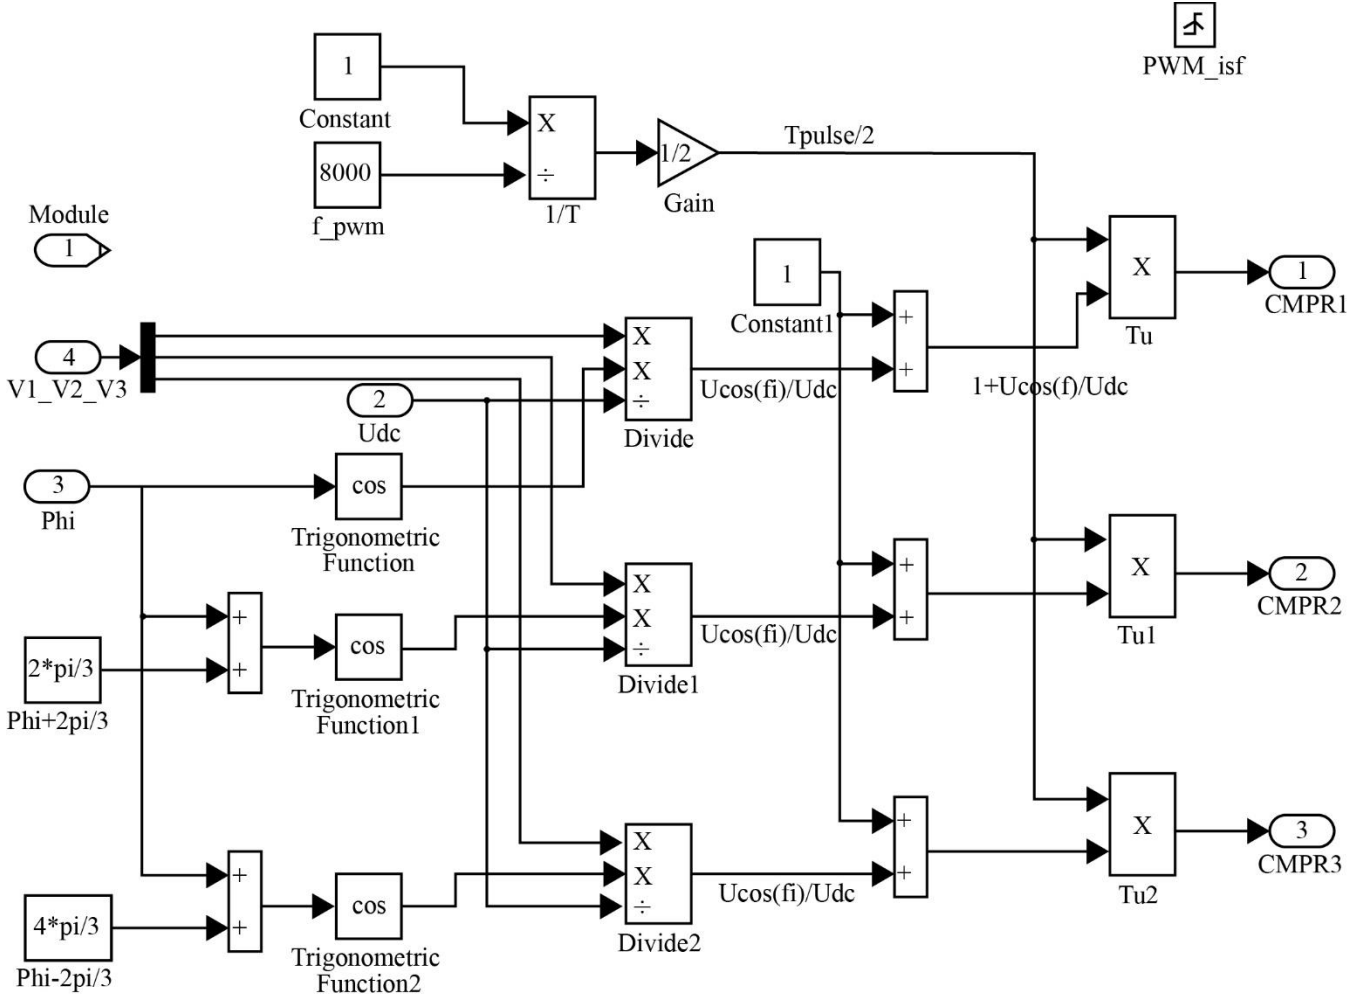 PWM_isf
1
Constant
X
÷
1/T
8000
f_pwm
1/2
Gain
Tpulse/2
Module
1
1
Constant1
+
+
X
Tu
1
CMPR1
4
V1_V2_V3
X
X
÷
Divide
Ucos(fi)/Udc
1+Ucos(f)/Udc
2
Udc
3
Phi
cos
Trigonometric
Function
+
+
2*pi/3
Phi+2pi/3
cos
Trigonometric
Function1
X
X
÷
Divide1
Ucos(fi)/Udc
+
+
X
Tu1
2
CMPR2
+
+
4*pi/3
Phi-2pi/3
cos
Trigonometric
Function2
X
X
÷
Divide2
Ucos(fi)/Udc
+
+
X
Tu2
3
CMPR3